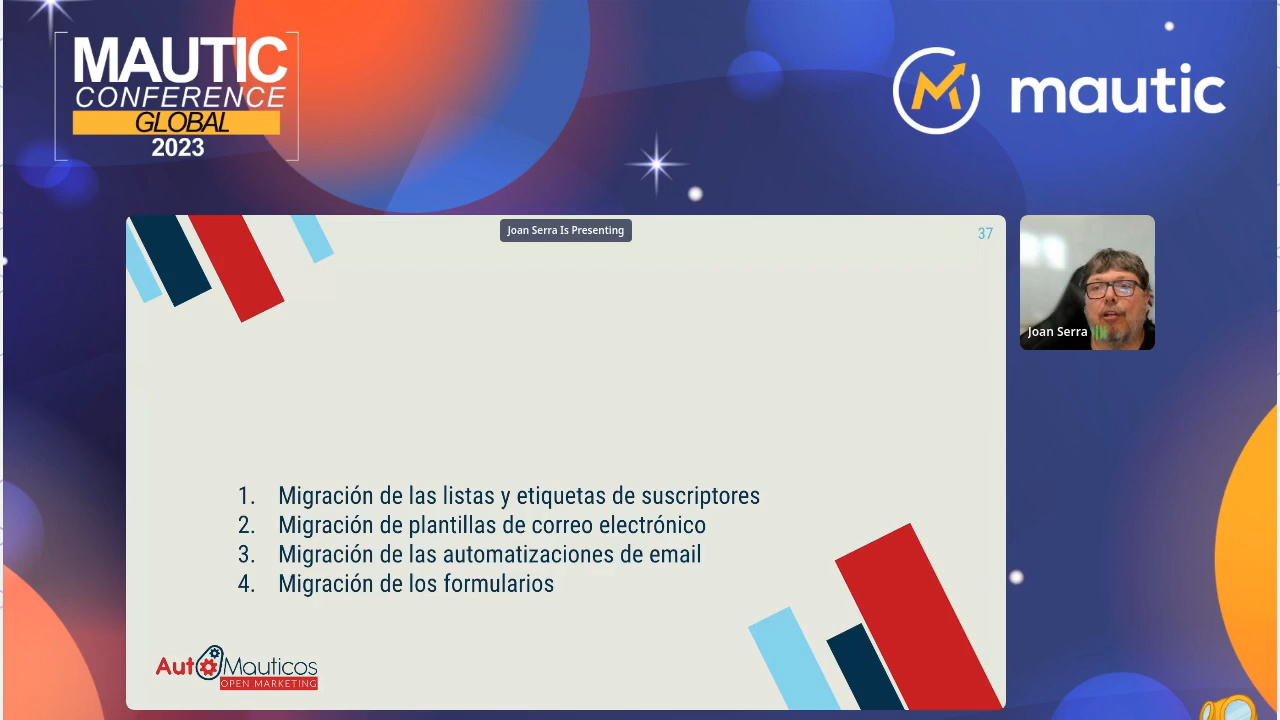 MAUTIC
CONFERENCE
GLOBAL
2023
mautic
Joan Serra Is Presenting
37
Joan Serra
1. Migración de las listas y etiquetas de suscriptores
2. Migración de plantillas de correo electrónico
3. Migración de las automatizaciones de email
4. Migración de los formularios
AutoMauticos
OPEN MARKETING